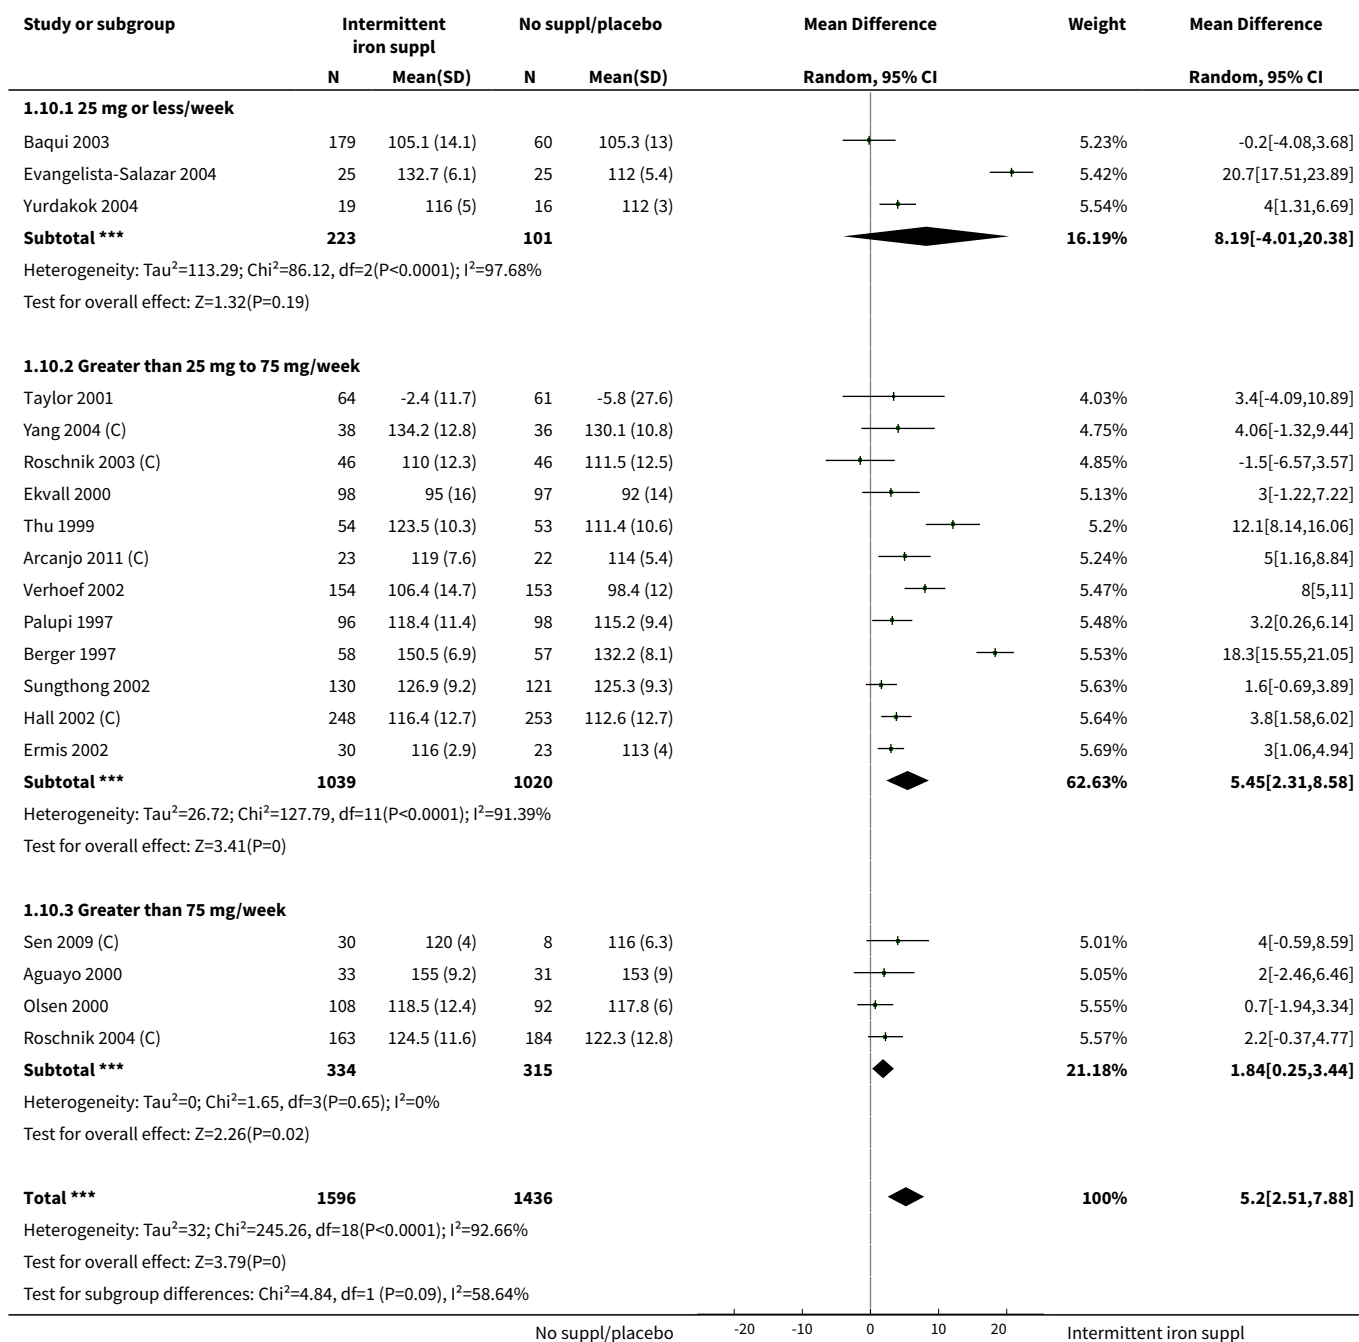 Study or subgroup Intermittent iron suppl No suppl/placebo Mean Difference Weight Mean Difference
N Mean(SD) N Mean(SD) Random, 95% CI Random, 95% CI
1.10.1 25 mg or less/week
Baqui 2003 179 105.1 (14.1) 60 105.3 (13) 5.23% -0.2[-4.08,3.68]
Evangelista-Salazar 2004 25 132.7 (6.1) 25 112 (5.4) 5.42% 20.7[17.51,23.89]
Yurdakok 2004 19 116 (5) 16 112 (3) 5.54% 4[1.31,6.69]
Subtotal *** 223 101 16.19% 8.19[-4.01,20.38]
Heterogeneity: Tau²=113.29; Chi²=86.12, df=2(P<0.0001); I²=97.68%
Test for overall effect: Z=1.32(P=0.19)
1.10.2 Greater than 25 mg to 75 mg/week
Taylor 2001 64 -2.4 (11.7) 61 -5.8 (27.6) 4.03% 3.4[-4.09,10.89]
Yang 2004 (C) 38 134.2 (12.8) 36 130.1 (10.8) 4.75% 4.06[-1.32,9.44]
Roschnik 2003 (C) 46 110 (12.3) 46 111.5 (12.5) 4.85% -1.5[-6.57,3.57]
Ekvall 2000 98 95 (16) 97 92 (14) 5.13% 3[-1.22,7.22]
Thu 1999 54 123.5 (10.3) 53 111.4 (10.6) 5.2% 12.1[8.14,16.06]
Arcanjo 2011 (C) 23 119 (7.6) 22 114 (5.4) 5.24% 5[1.16,8.84]
Verhoef 2002 154 106.4 (14.7) 153 98.4 (12) 5.47% 8[5,11]
Palupi 1997 96 118.4 (11.4) 98 115.2 (9.4) 5.48% 3.2[0.26,6.14]
Berger 1997 58 150.5 (6.9) 57 132.2 (8.1) 5.53% 18.3[15.55,21.05]
Sungthong 2002 130 126.9 (9.2) 121 125.3 (9.3) 5.63% 1.6[-0.69,3.89]
Hall 2002 (C) 248 116.4 (12.7) 253 112.6 (12.7) 5.64% 3.8[1.58,6.02]
Ermis 2002 30 116 (2.9) 23 113 (4) 5.69% 3[1.06,4.94]
Subtotal *** 1039 1020 62.63% 5.45[2.31,8.58]
Heterogeneity: Tau²=26.72; Chi²=127.79, df=11(P<0.0001); I²=91.39%
Test for overall effect: Z=3.41(P=0)
1.10.3 Greater than 75 mg/week
Sen 2009 (C) 30 120 (4) 8 116 (6.3) 5.01% 4[-0.59,8.59]
Aguayo 2000 33 155 (9.2) 31 153 (9) 5.05% 2[-2.46,6.46]
Olsen 2000 108 118.5 (12.4) 92 117.8 (6) 5.55% 0.7[-1.94,3.34]
Roschnik 2004 (C) 163 124.5 (11.6) 184 122.3 (12.8) 5.57% 2.2[-0.37,4.77]
Subtotal *** 334 315 21.18% 1.84[0.25,3.44]
Heterogeneity: Tau²=0; Chi²=1.65, df=3(P=0.65); I²=0%
Test for overall effect: Z=2.26(P=0.02)
Total *** 1596 1436 100% 5.2[2.51,7.88]
Heterogeneity: Tau²=32; Chi²=245.26, df=18(P<0.0001); I²=92.66%
Test for overall effect: Z=3.79(P=0)
Test for subgroup differences: Chi²=4.84, df=1 (P=0.09), I²=58.64%
No suppl/placebo -20 -10 0 10 20 Intermittent iron suppl